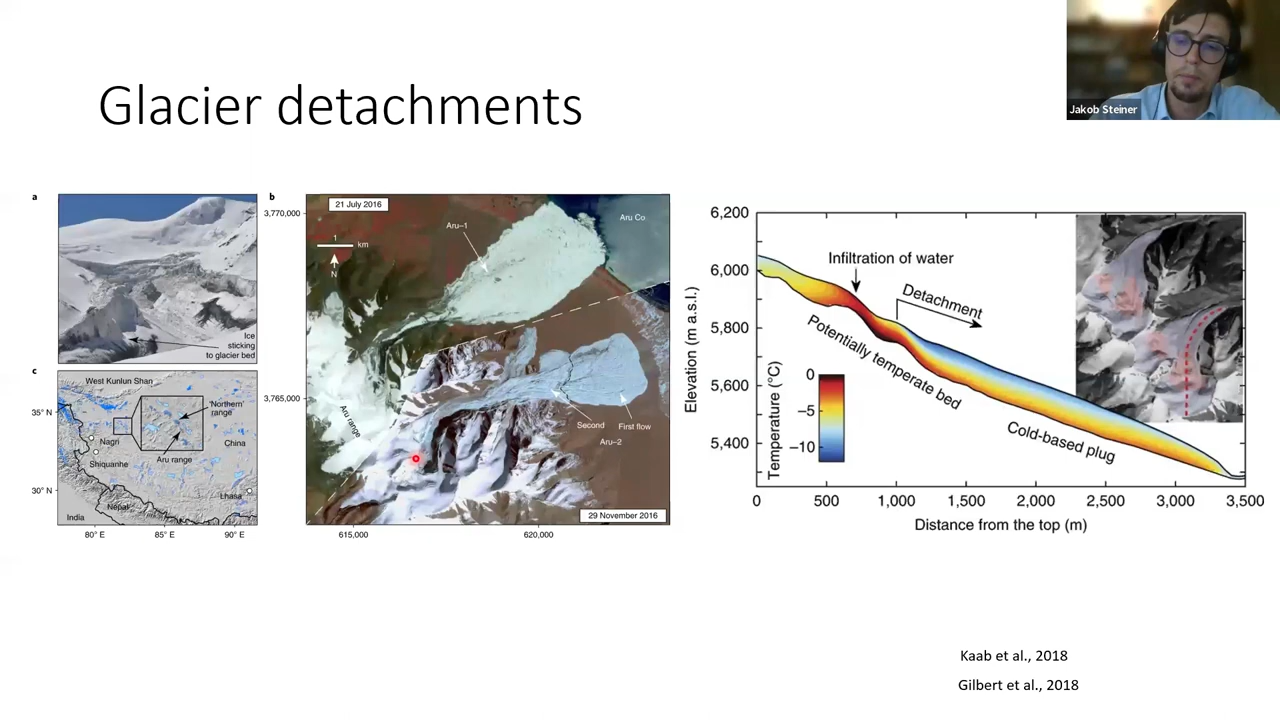 Jakob Steiner
Glacier detachments
a
Ice
sticking
to glacier bed
b
21 July 2016
1
km
N
3,770,000
3,765,000
Aru–1
Aru Co
Aru range
Second
First flow
Aru–2
29 November 2016
615,000
620,000
c
West Kunlun Shan
'Northern'
range
35° N
Nagri
China
Aru range
Shiquanhe
30° N
Lhasa
Nepal
India
80° E
85° E
90° E
6,200
6,000
5,800
5,600
5,400
Elevation (m a.s.l.)
Infiltration of water
Detachment
Potentially temperate bed
Cold-based plug
Temperature (°C)
0
−5
−10
0
500
1,000
1,500
2,000
2,500
3,000
3,500
Distance from the top (m)
Kaab et al., 2018
Gilbert et al., 2018